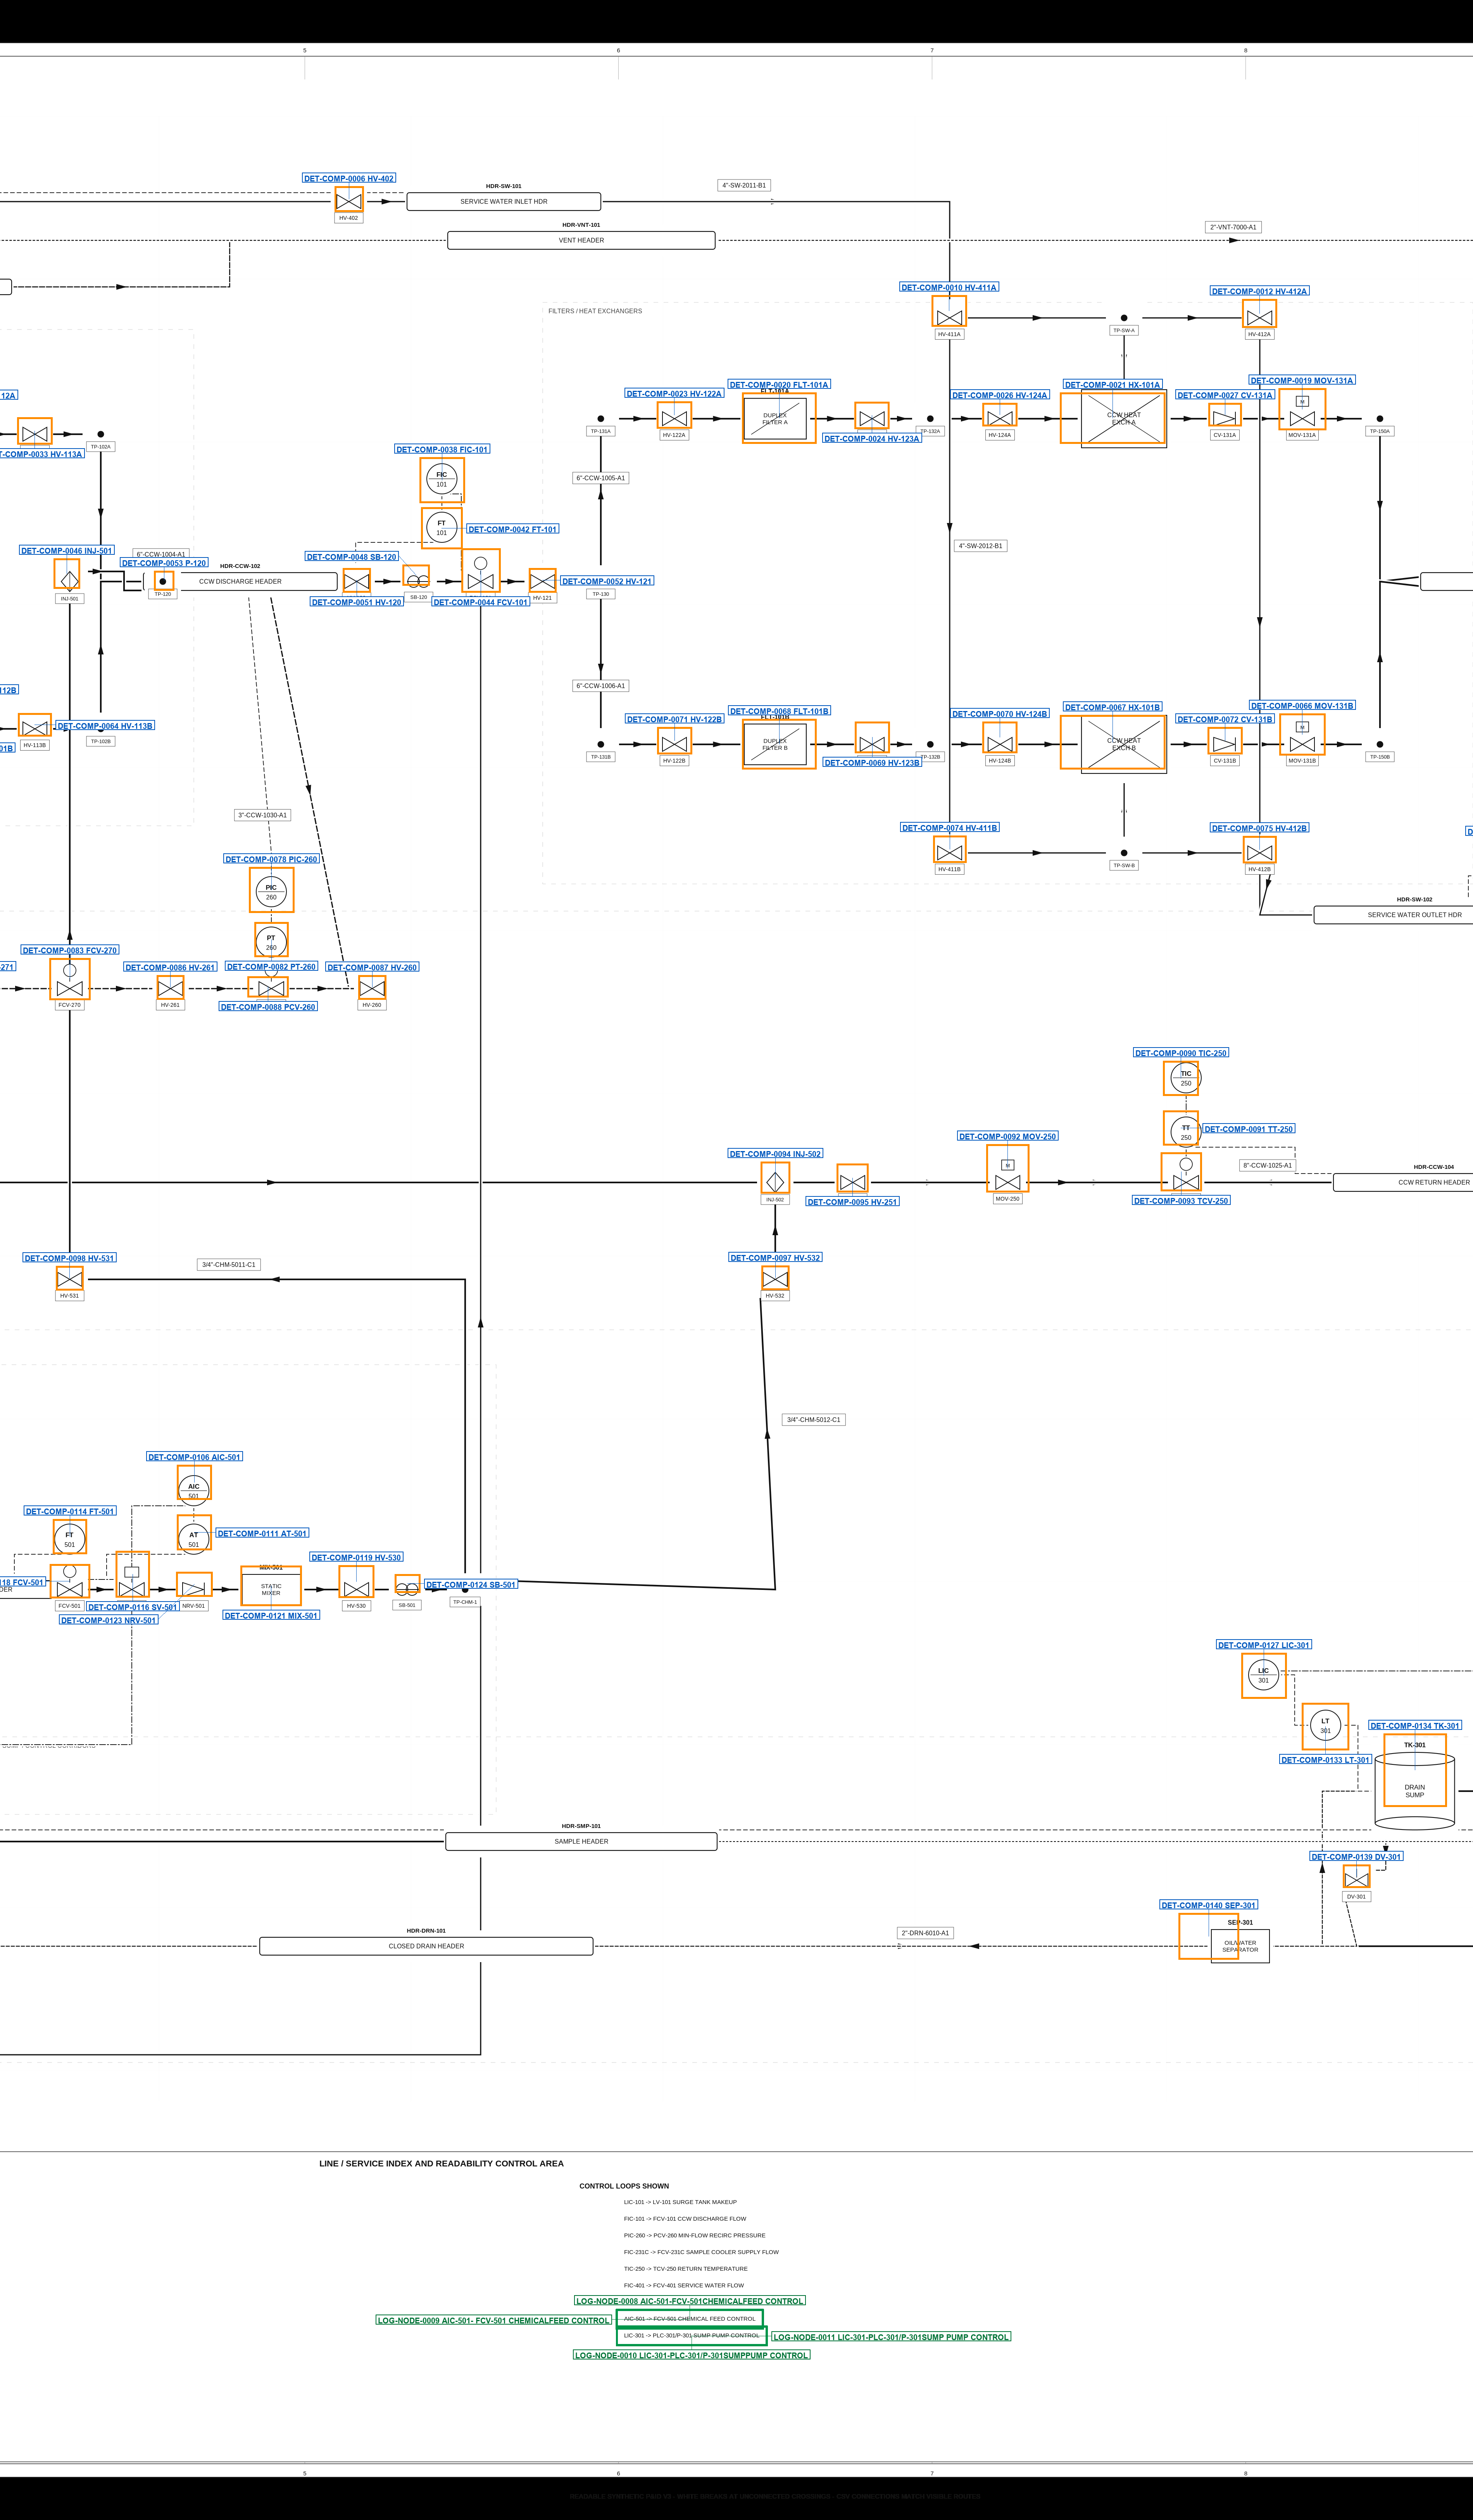 5 6 7 8
DET-COMP-0006 HV-402
HV-402
HDR-SW-101
SERVICE WATER INLET HDR
4"-SW-2011-B1
HDR-VNT-101
VENT HEADER
2"-VNT-7000-A1
DET-COMP-0010 HV-411A
HV-411A
TP-SW-A
DET-COMP-0012 HV-412A
HV-412A
FILTERS / HEAT EXCHANGERS
12A
T-COMP-0033 HV-113A
TP-102A
DET-COMP-0038 FIC-101
FIC
101
FT
101
DET-COMP-0042 FT-101
TP-131A
DET-COMP-0023 HV-122A
HV-122A
DET-COMP-0020 FLT-101A
FLT-101A
DUPLEX
FILTER A
DET-COMP-0024 HV-123A
TP-132A
DET-COMP-0026 HV-124A
HV-124A
DET-COMP-0021 HX-101A
CCW HEAT
EXCH A
DET-COMP-0027 CV-131A
CV-131A
DET-COMP-0019 MOV-131A
M
MOV-131A
TP-150A
6"-CCW-1005-A1
4"-SW-2012-B1
DET-COMP-0046 INJ-501
INJ-501
6"-CCW-1004-A1
DET-COMP-0053 P-120
TP-120
HDR-CCW-102
CCW DISCHARGE HEADER
DET-COMP-0048 SB-120
DET-COMP-0051 HV-120
SB-120
DET-COMP-0044 FCV-101
HV-121
DET-COMP-0052 HV-121
TP-130
6"-CCW-1006-A1
112B
01B
HV-113B
DET-COMP-0064 HV-113B
TP-102B
TP-131B
DET-COMP-0071 HV-122B
HV-122B
DET-COMP-0068 FLT-101B
FLT-101B
DUPLEX
FILTER B
DET-COMP-0069 HV-123B
TP-132B
DET-COMP-0070 HV-124B
HV-124B
DET-COMP-0067 HX-101B
CCW HEAT
EXCH B
DET-COMP-0072 CV-131B
CV-131B
DET-COMP-0066 MOV-131B
M
MOV-131B
TP-150B
3"-CCW-1030-A1
DET-COMP-0074 HV-411B
HV-411B
TP-SW-B
DET-COMP-0075 HV-412B
HV-412B
D
HDR-SW-102
SERVICE WATER OUTLET HDR
DET-COMP-0078 PIC-260
PIC
260
PT
260
271
DET-COMP-0083 FCV-270
FCV-270
DET-COMP-0086 HV-261
HV-261
DET-COMP-0082 PT-260
DET-COMP-0088 PCV-260
DET-COMP-0087 HV-260
HV-260
DET-COMP-0090 TIC-250
TIC
250
TT
250
DET-COMP-0091 TT-250
DET-COMP-0094 INJ-502
INJ-502
DET-COMP-0095 HV-251
DET-COMP-0092 MOV-250
M
MOV-250
DET-COMP-0093 TCV-250
8"-CCW-1025-A1
HDR-CCW-104
CCW RETURN HEADER
DET-COMP-0098 HV-531
HV-531
3/4"-CHM-5011-C1
DET-COMP-0097 HV-532
HV-532
3/4"-CHM-5012-C1
DET-COMP-0106 AIC-501
AIC
501
DET-COMP-0114 FT-501
FT
501
AT
501
DET-COMP-0111 AT-501
18 FCV-501
DER
FCV-501
DET-COMP-0116 SV-501
DET-COMP-0123 NRV-501
NRV-501
MIX-501
STATIC
MIXER
DET-COMP-0121 MIX-501
DET-COMP-0119 HV-530
HV-530
SB-501
DET-COMP-0124 SB-501
TP-CHM-1
DET-COMP-0127 LIC-301
LIC
301
LT
301
DET-COMP-0133 LT-301
DET-COMP-0134 TK-301
TK-301
DRAIN
SUMP
HDR-SMP-101
SAMPLE HEADER
DET-COMP-0139 DV-301
DV-301
HDR-DRN-101
CLOSED DRAIN HEADER
2"-DRN-6010-A1
DET-COMP-0140 SEP-301
SEP-301
OIL/WATER
SEPARATOR
LINE / SERVICE INDEX AND READABILITY CONTROL AREA
CONTROL LOOPS SHOWN
LIC-101 -> LV-101 SURGE TANK MAKEUP
FIC-101 -> FCV-101 CCW DISCHARGE FLOW
PIC-260 -> PCV-260 MIN-FLOW RECIRC PRESSURE
FIC-231C -> FCV-231C SAMPLE COOLER SUPPLY FLOW
TIC-250 -> TCV-250 RETURN TEMPERATURE
FIC-401 -> FCV-401 SERVICE WATER FLOW
LOG-NODE-0008 AIC-501-FCV-501CHEMICALFEED CONTROL
LOG-NODE-0009 AIC-501- FCV-501 CHEMICALFEED CONTROL
AIC-501 -> FCV-501 CHEMICAL FEED CONTROL
LIC-301 -> PLC-301/P-301 SUMP PUMP CONTROL
LOG-NODE-0011 LIC-301-PLC-301/P-301SUMP PUMP CONTROL
LOG-NODE-0010 LIC-301-PLC-301/P-301SUMPPUMP CONTROL
5 6 7 8